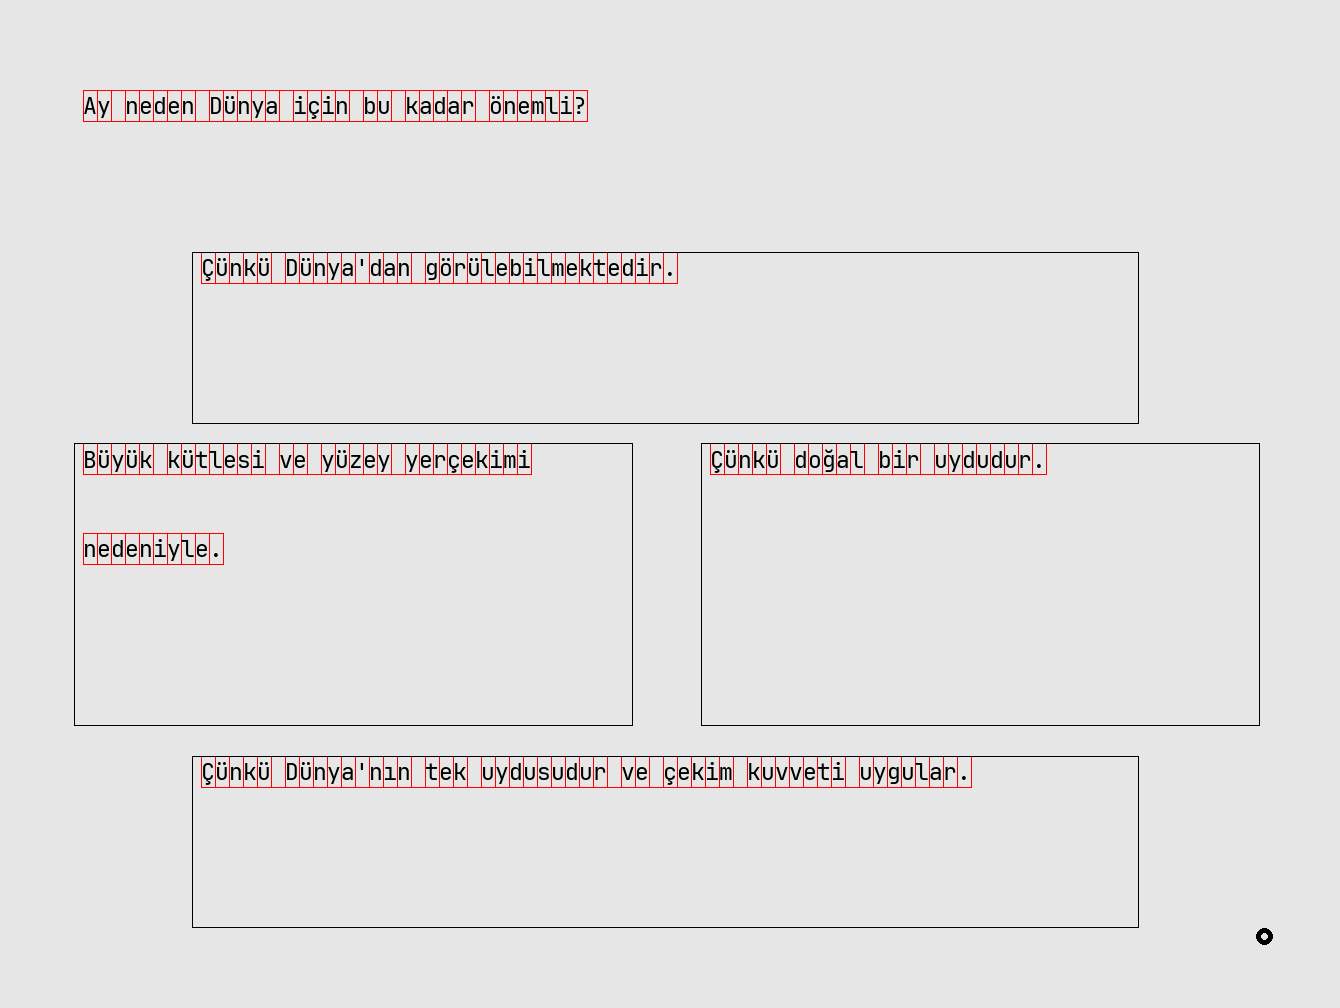 Ay neden Dünya için bu kadar önemli?
Çünkü Dünya'dan görülebilmektedir.
Büyük kütlesi ve yüzey yerçekimi
nedeniyle.
Çünkü doğal bir uydudur.
Çünkü Dünya'nın tek uydusudur ve çekim kuvveti uygular.